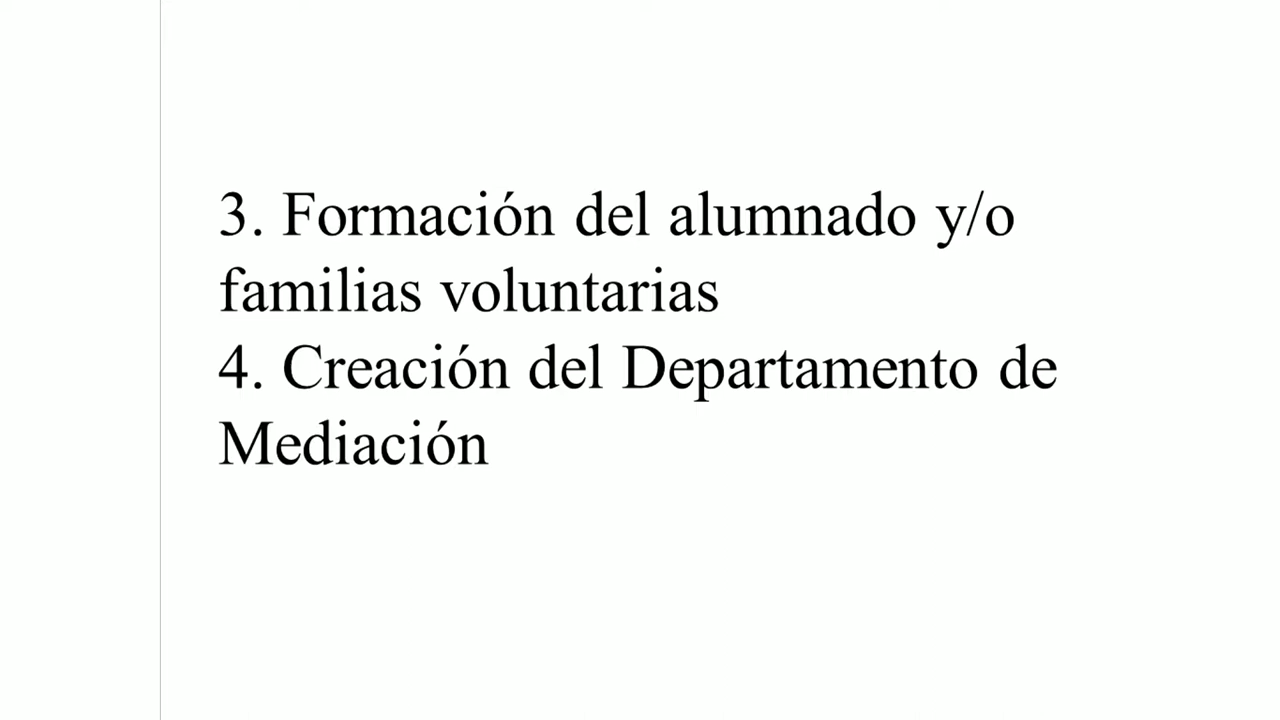 3. Formación del alumnado y/o
familias voluntarias
4. Creación del Departamento de
Mediación